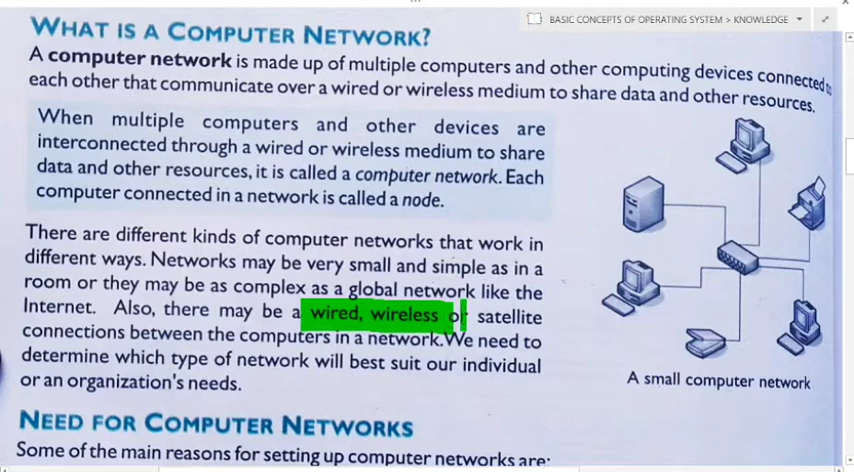 BASIC CONCEPTS OF OPERATING SYSTEM > KNOWLEDGE
WHAT IS A COMPUTER NETWORK?
A computer network is made up of multiple computers and other computing devices connected to
each other that communicate over a wired or wireless medium to share data and other resources.
When multiple computers and other devices are
interconnected through a wired or wireless medium to share
data and other resources, it is called a computer network. Each
computer connected in a network is called a node.
There are different kinds of computer networks that work in
different ways. Networks may be very small and simple as in a
room or they may be as complex as a global network like the
Internet. Also, there may be a wired, wireless or satellite
connections between the computers in a network.We need to
determine which type of network will best suit our individual
or an organization's needs.
A small computer network
NEED FOR COMPUTER NETWORKS
Some of the main reasons for setting up computer networks are: